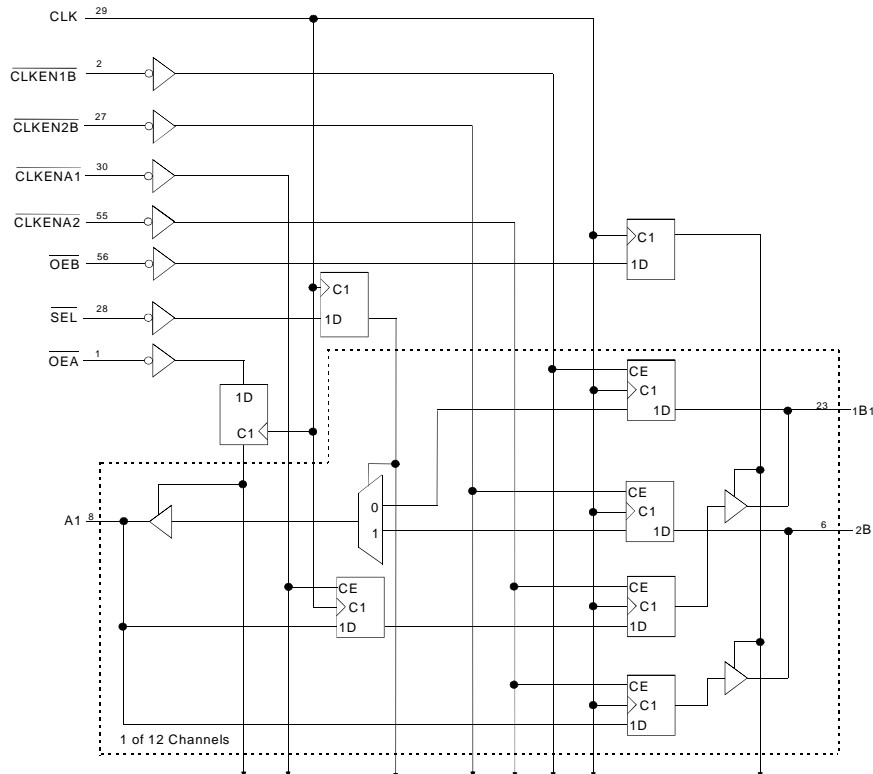 CLK 29
CLKEN1B 2
CLKEN2B 27
CLKENA1 30
CLKENA2 55
C1
OEB 56
1D
C1
SEL 28
1D
OEA 1
CE
1D
C1
1D
23 1B1
C1
CE
0
C1
A1 8
1
1D
6 2B
CE
CE
C1
C1
1D
1D
CE
C1
1D
1 of 12 Channels